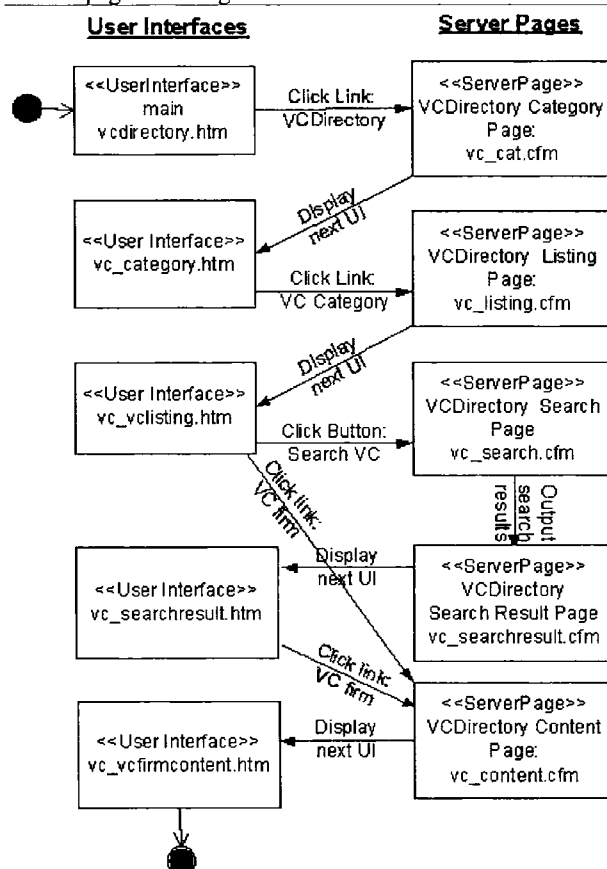 User Interfaces
Server Pages
<<UserInterface>>
main
vcdirectory.htm
Click Link:
VCDirectory
<<ServerPage>>
VCDirectory Category
Page:
vc_cat.cfm
Display
next UI
<<User Interface>>
vc_category.htm
Click Link:
VC Category
<<ServerPage>>
VCDirectory Listing
Page:
vc_listing.cfm
Display
next UI
<<User Interface>>
vc_vclisting.htm
Click Button:
Search VC
<<ServerPage>>
VCDirectory Search
Page
vc_search.cfm
Click link:
VC firm
Output
search
results
<<User Interface>>
vc_searchresult.htm
Display
next UI
<<ServerPage>>
VCDirectory
Search Result Page
vc_searchresult.cfm
Click link:
VC firm
<<User Interface>>
vc_vcfirmcontent.htm
Display
next UI
<<ServerPage>>
VCDirectory Content
Page:
vc_content.cfm